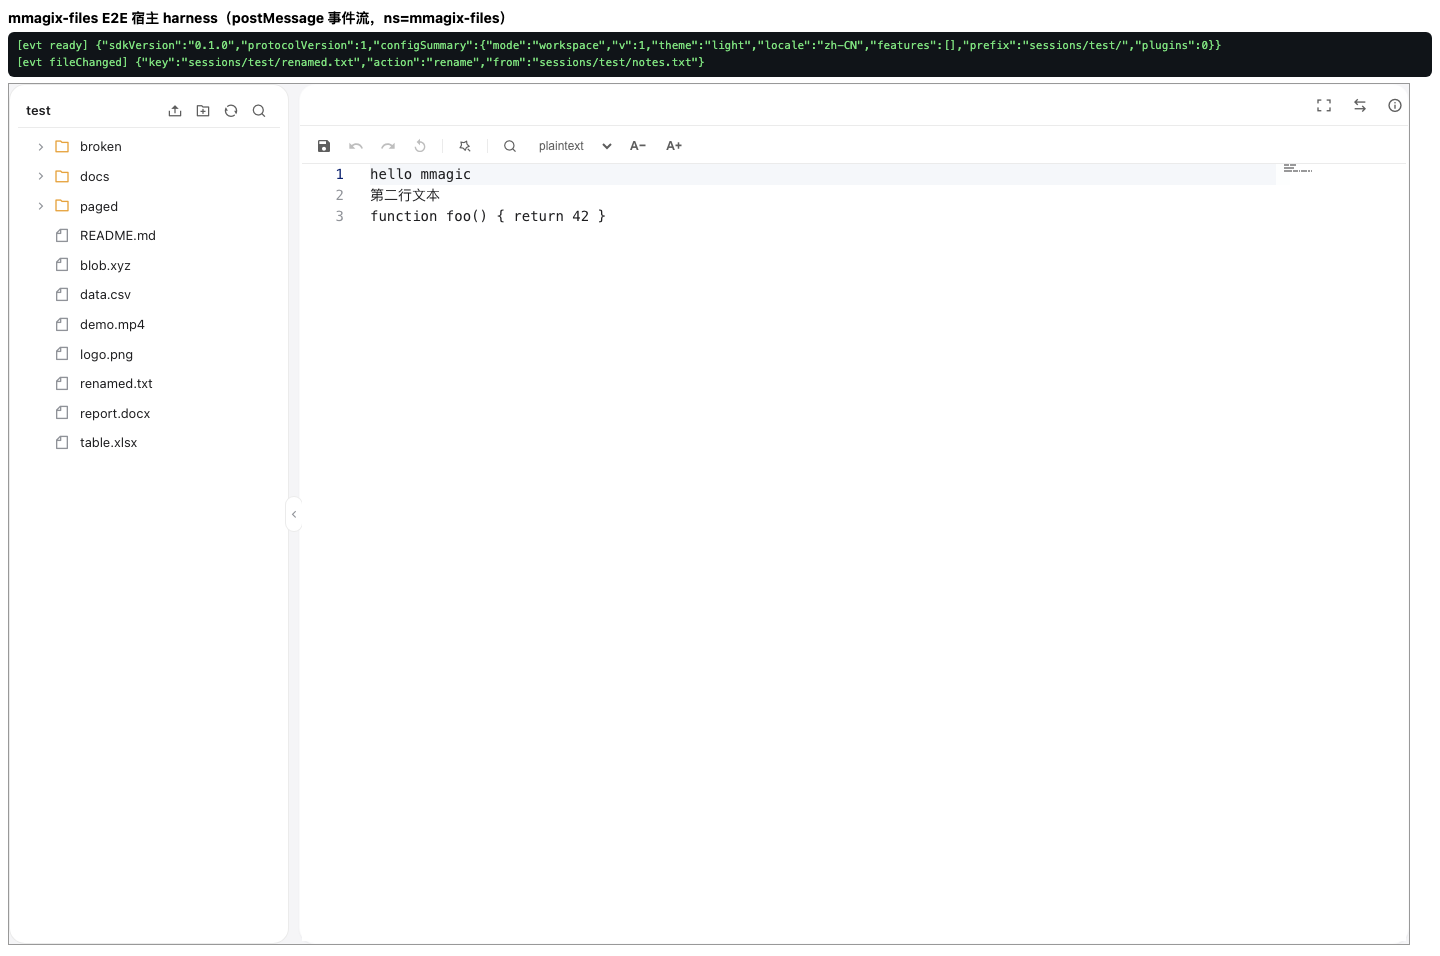 mmagix-files E2E 宿主 harness（postMessage 事件流，ns=mmagix-files）
[evt ready] {"sdkVersion":"0.1.0","protocolVersion":1,"configSummary":{"mode":"workspace","v":1,"theme":"light","locale":"zh-CN","features":[],"prefix":"sessions/test/","plugins":0}}
[evt fileChanged] {"key":"sessions/test/renamed.txt","action":"rename","from":"sessions/test/notes.txt"}
test
broken
docs
paged
README.md
blob.xyz
data.csv
demo.mp4
logo.png
renamed.txt
report.docx
table.xlsx
plaintext A- A+
1 hello mmagic
2 第二行文本
3 function foo() { return 42 }